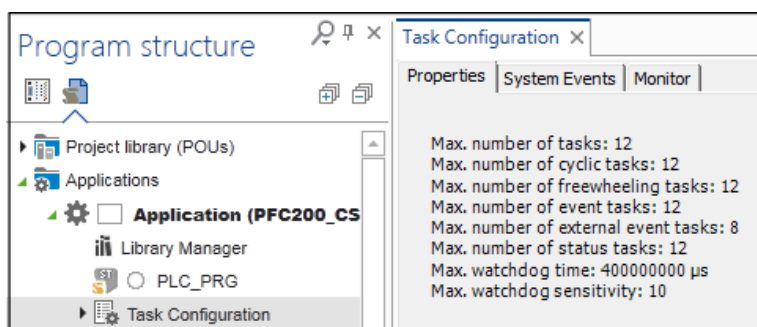 Program structure
Project library (POUs)
Applications
Application (PFC200_CS
Library Manager
ST
PLC_PRG
Task Configuration
Task Configuration
Properties
System Events
Monitor
Max. number of tasks: 12
Max. number of cyclic tasks: 12
Max. number of freewheeling tasks: 12
Max. number of event tasks: 12
Max. number of external event tasks: 8
Max. number of status tasks: 12
Max. watchdog time: 400000000 µs
Max. watchdog sensitivity: 10